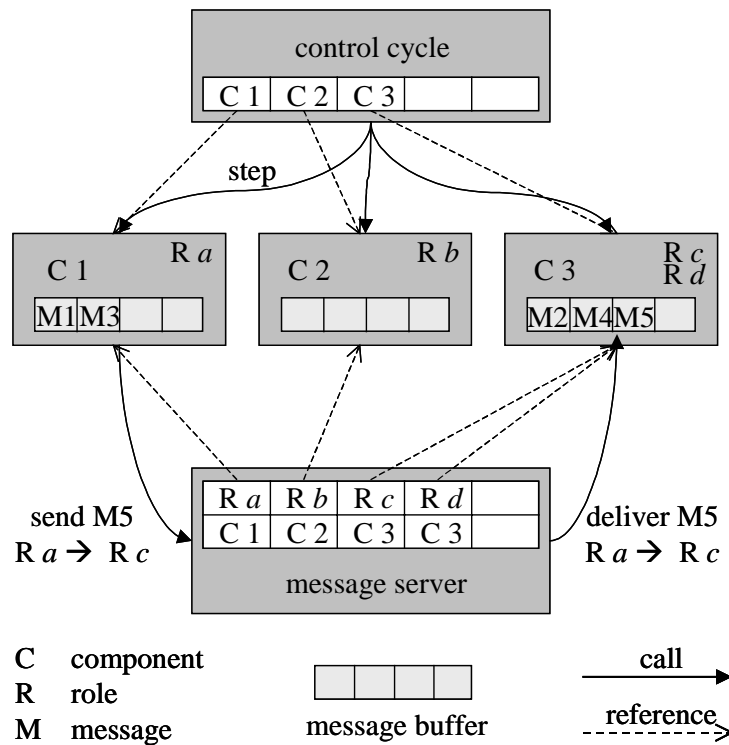 control cycle
C 1 C 2 C 3
step
R a
C 1
M1 M3
R b
C 2
R c
R d
C 3
M2 M4 M5
send M5
R a → R c
R a R b R c R d
C 1 C 2 C 3 C 3
message server
deliver M5
R a → R c
C component
R role
M message
message buffer
call
reference